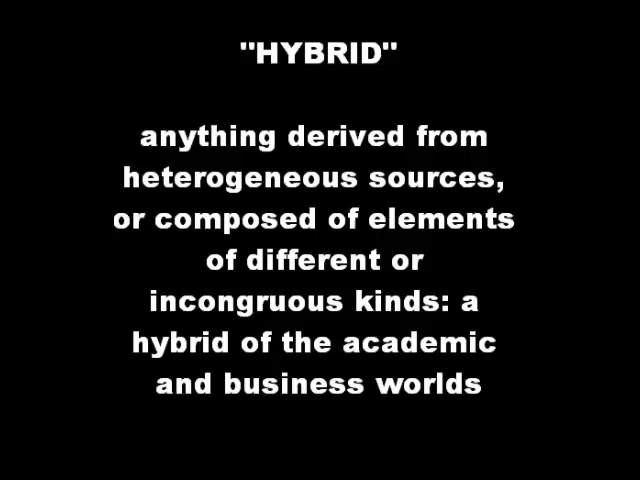 "HYBRID"
anything derived from
heterogeneous sources,
or composed of elements
of different or
incongruous kinds: a
hybrid of the academic
and business worlds